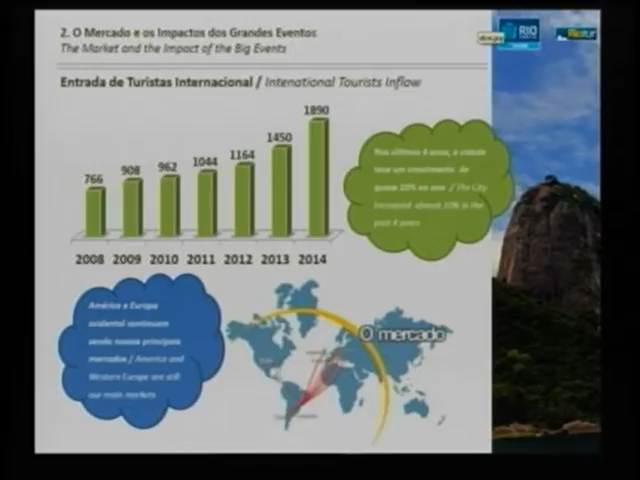 2. O Mercado e os Impactos dos Grandes Eventos
The Market and the Impact of the Big Events
RIO
Riotur
Entrada de Turistas Internacional / Intenational Tourists Inflow
1890
1450
1164
1044
962
908
766
2008 2009 2010 2011 2012 2013 2014
Nos últimos 4 anos, a cidade
teve um crescimento de
quase 10% ao ano / The City
increased almost 10% in the
past 4 years
América e Europa
ocidental continuam
sendo nossos principais
mercados / America and
Western Europe are still
our main markets
O mercado